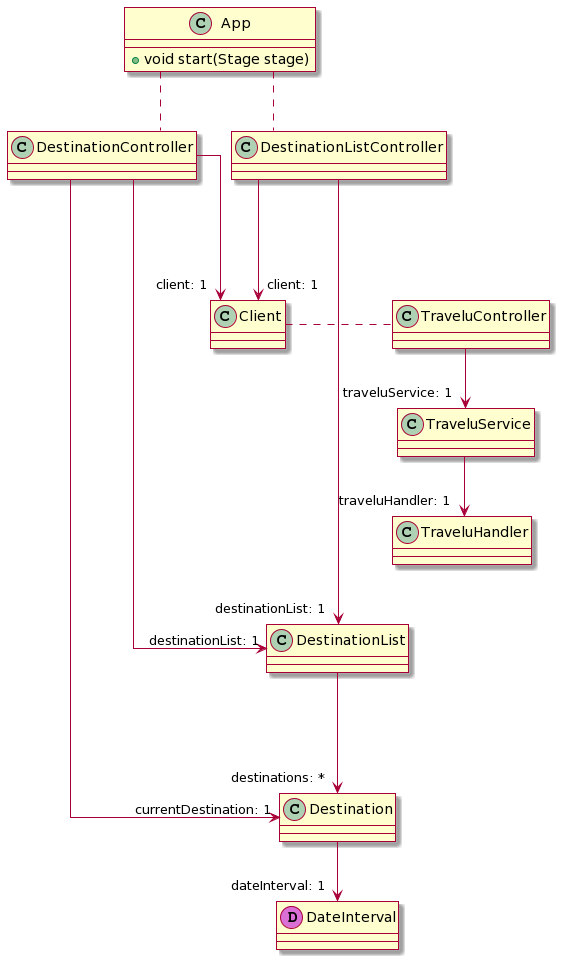 C App
void start(Stage stage)
C DestinationController
C DestinationListController
client: 1
client: 1
C Client
C TraveluController
traveluService: 1
C TraveluService
traveluHandler: 1
C TraveluHandler
destinationList: 1
destinationList: 1
C DestinationList
destinations: *
currentDestination: 1
C Destination
dateInterval: 1
D DateInterval